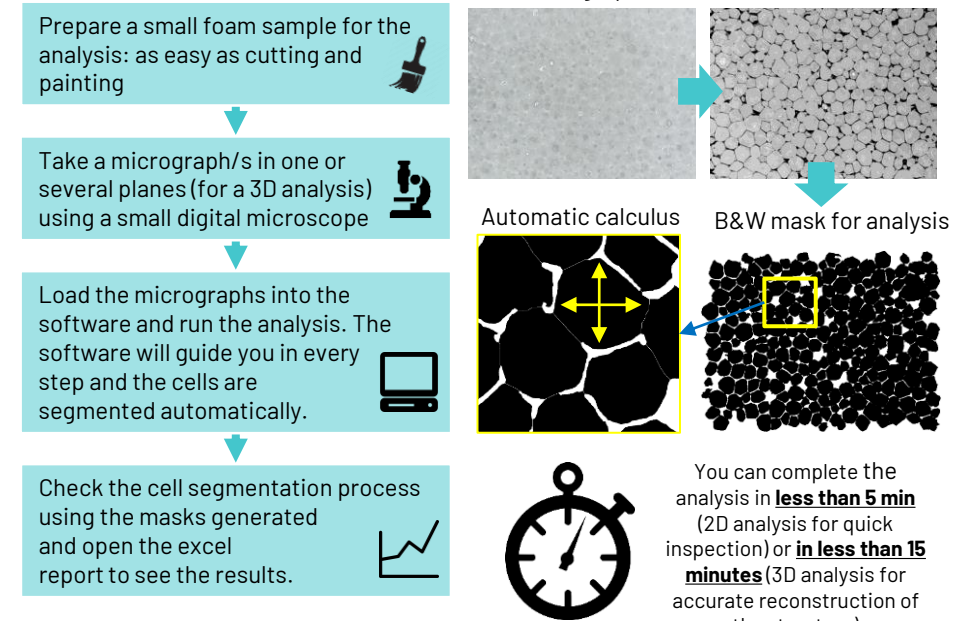 Prepare a small foam sample for the
analysis: as easy as cutting and
painting
Take a micrograph/s in one or
several planes (for a 3D analysis)
using a small digital microscope
Load the micrographs into the
software and run the analysis. The
software will guide you in every
step and the cells are
segmented automatically.
Check the cell segmentation process
using the masks generated
and open the excel
report to see the results.
Automatic calculus
B&W mask for analysis
You can complete the
analysis in less than 5 min
(2D analysis for quick
inspection) or in less than 15
minutes (3D analysis for
accurate reconstruction of